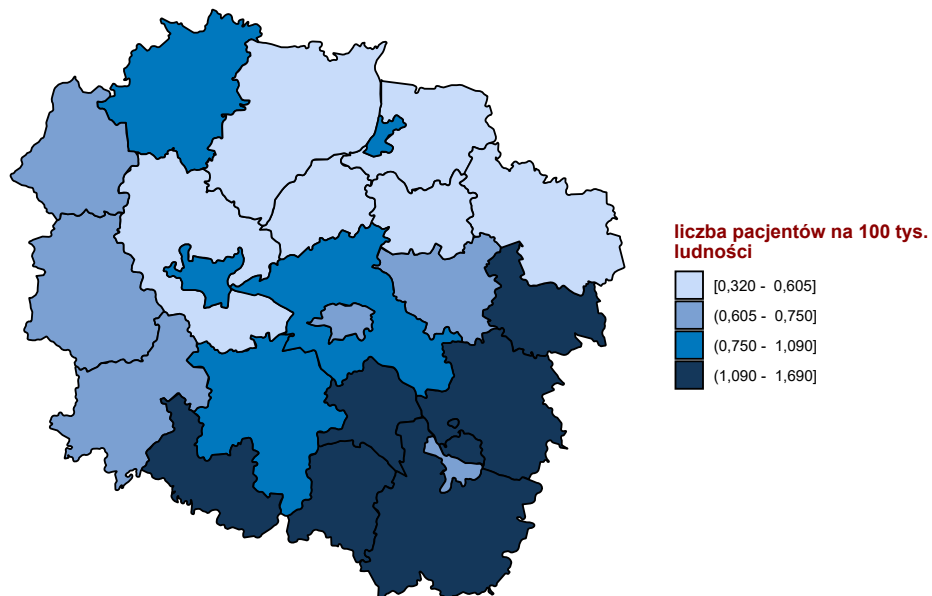 liczba pacjentów na 100 tys.
ludności
[0,320 - 0,605]
(0,605 - 0,750]
(0,750 - 1,090]
(1,090 - 1,690]